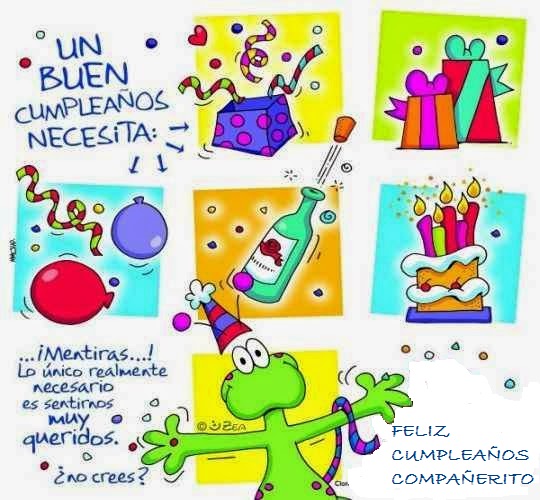 UN
BUEN
CUMPLEAÑOS
NECESITA:
...¡Mentiras...!
Lo único realmente
necesario
es sentirnos
muy
queridos.
¿no crees?
FELIZ
CUMPLEAÑOS
COMPAÑERITO